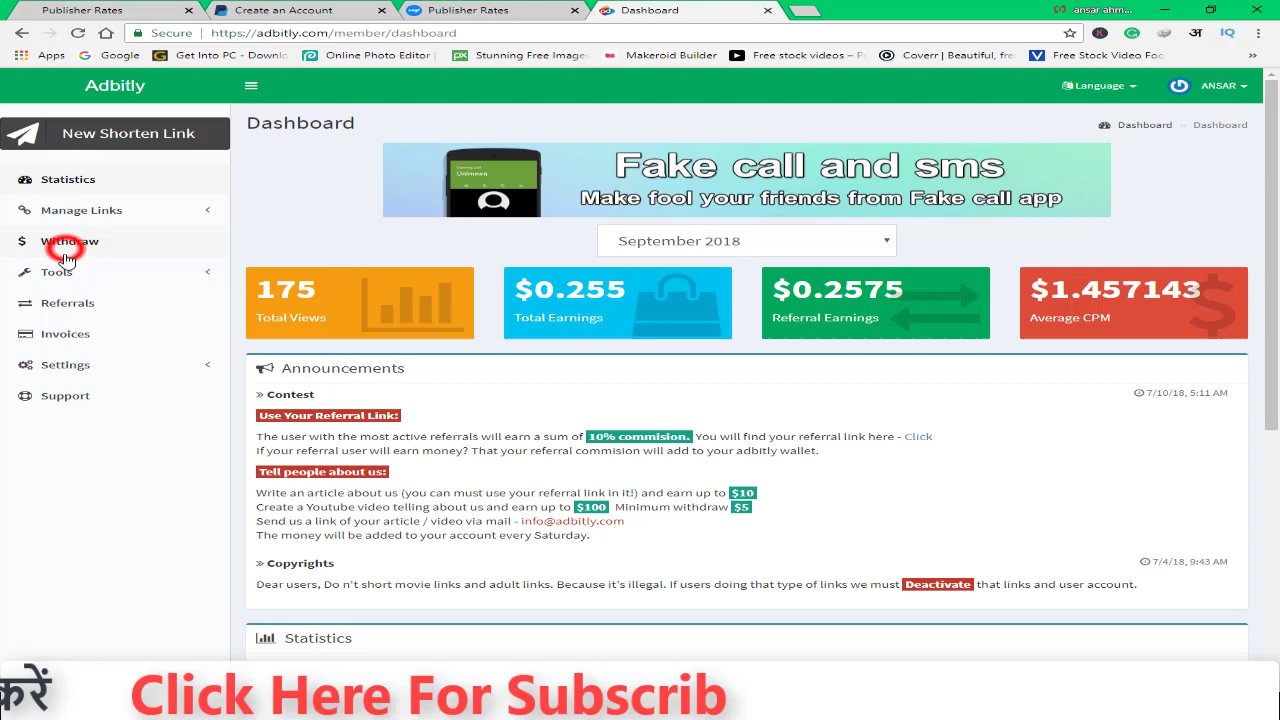 Publisher Rates
Create an Account
Publisher Rates
Dashboard
ansar ahm...
Secure
https://adbitly.com/member/dashboard
Apps
Google
Get Into PC - Downlo
Online Photo Editor
Stunning Free Images
Makeroid Builder
Free stock videos – P
Coverr | Beautiful, fre
Free Stock Video Foo
Adbitly
Language
ANSAR
New Shorten Link
Statistics
Manage Links
Withdraw
Tools
Referrals
Invoices
Settings
Support
Dashboard
Dashboard
Dashboard
Unknown
Fake call and sms
Make fool your friends from Fake call app
September 2018
175
Total Views
$0.255
Total Earnings
$0.2575
Referral Earnings
$1.457143
Average CPM
Announcements
» Contest
7/10/18, 5:11 AM
Use Your Referral Link:
The user with the most active referrals will earn a sum of 10% commision. You will find your referral link here - Click
If your referral user will earn money? That your referral commision will add to your adbitly wallet.
Tell people about us:
Write an article about us (you can must use your referral link in it!) and earn up to $10
Create a Youtube video telling about us and earn up to $100 Minimum withdraw $5
Send us a link of your article / video via mail - info@adbitly.com
The money will be added to your account every Saturday.
» Copyrights
7/4/18, 9:43 AM
Dear users, Do n't short movie links and adult links. Because it's illegal. If users doing that type of links we must Deactivate that links and user account.
Statistics
करें Click Here For Subscrib